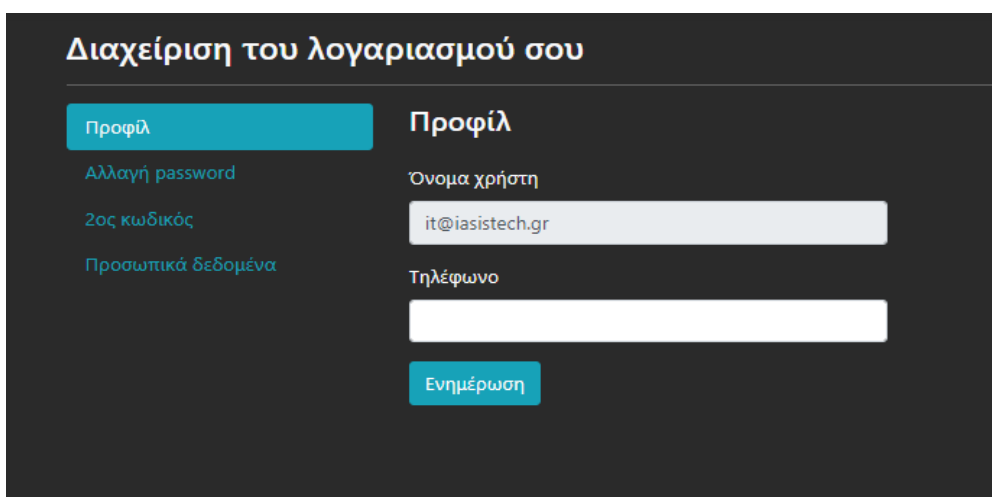 Διαχείριση του λογαριασμού σου
Προφίλ
Αλλαγή password
2ος κωδικός
Προσωπικά δεδομένα
Προφίλ
Όνομα χρήστη
it@iasistech.gr
Τηλέφωνο
Ενημέρωση